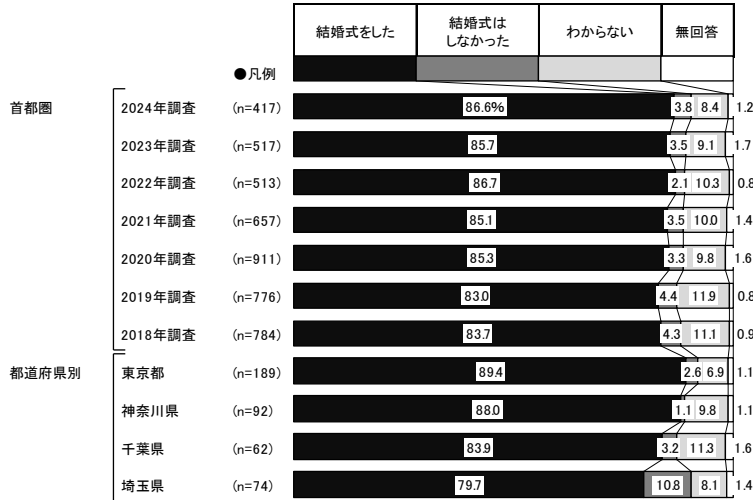 結婚式をした 結婚式は しなかった わからない 無回答
●凡例
首都圏 2024年調査 (n=417) 86.6% 3.8 8.4 1.2
2023年調査 (n=517) 85.7 3.5 9.1 1.7
2022年調査 (n=513) 86.7 2.1 10.3 0.8
2021年調査 (n=657) 85.1 3.5 10.0 1.4
2020年調査 (n=911) 85.3 3.3 9.8 1.6
2019年調査 (n=776) 83.0 4.4 11.9 0.8
2018年調査 (n=784) 83.7 4.3 11.1 0.9
都道府県別 東京都 (n=189) 89.4 2.6 6.9 1.1
神奈川県 (n=92) 88.0 1.1 9.8 1.1
千葉県 (n=62) 83.9 3.2 11.3 1.6
埼玉県 (n=74) 79.7 10.8 8.1 1.4